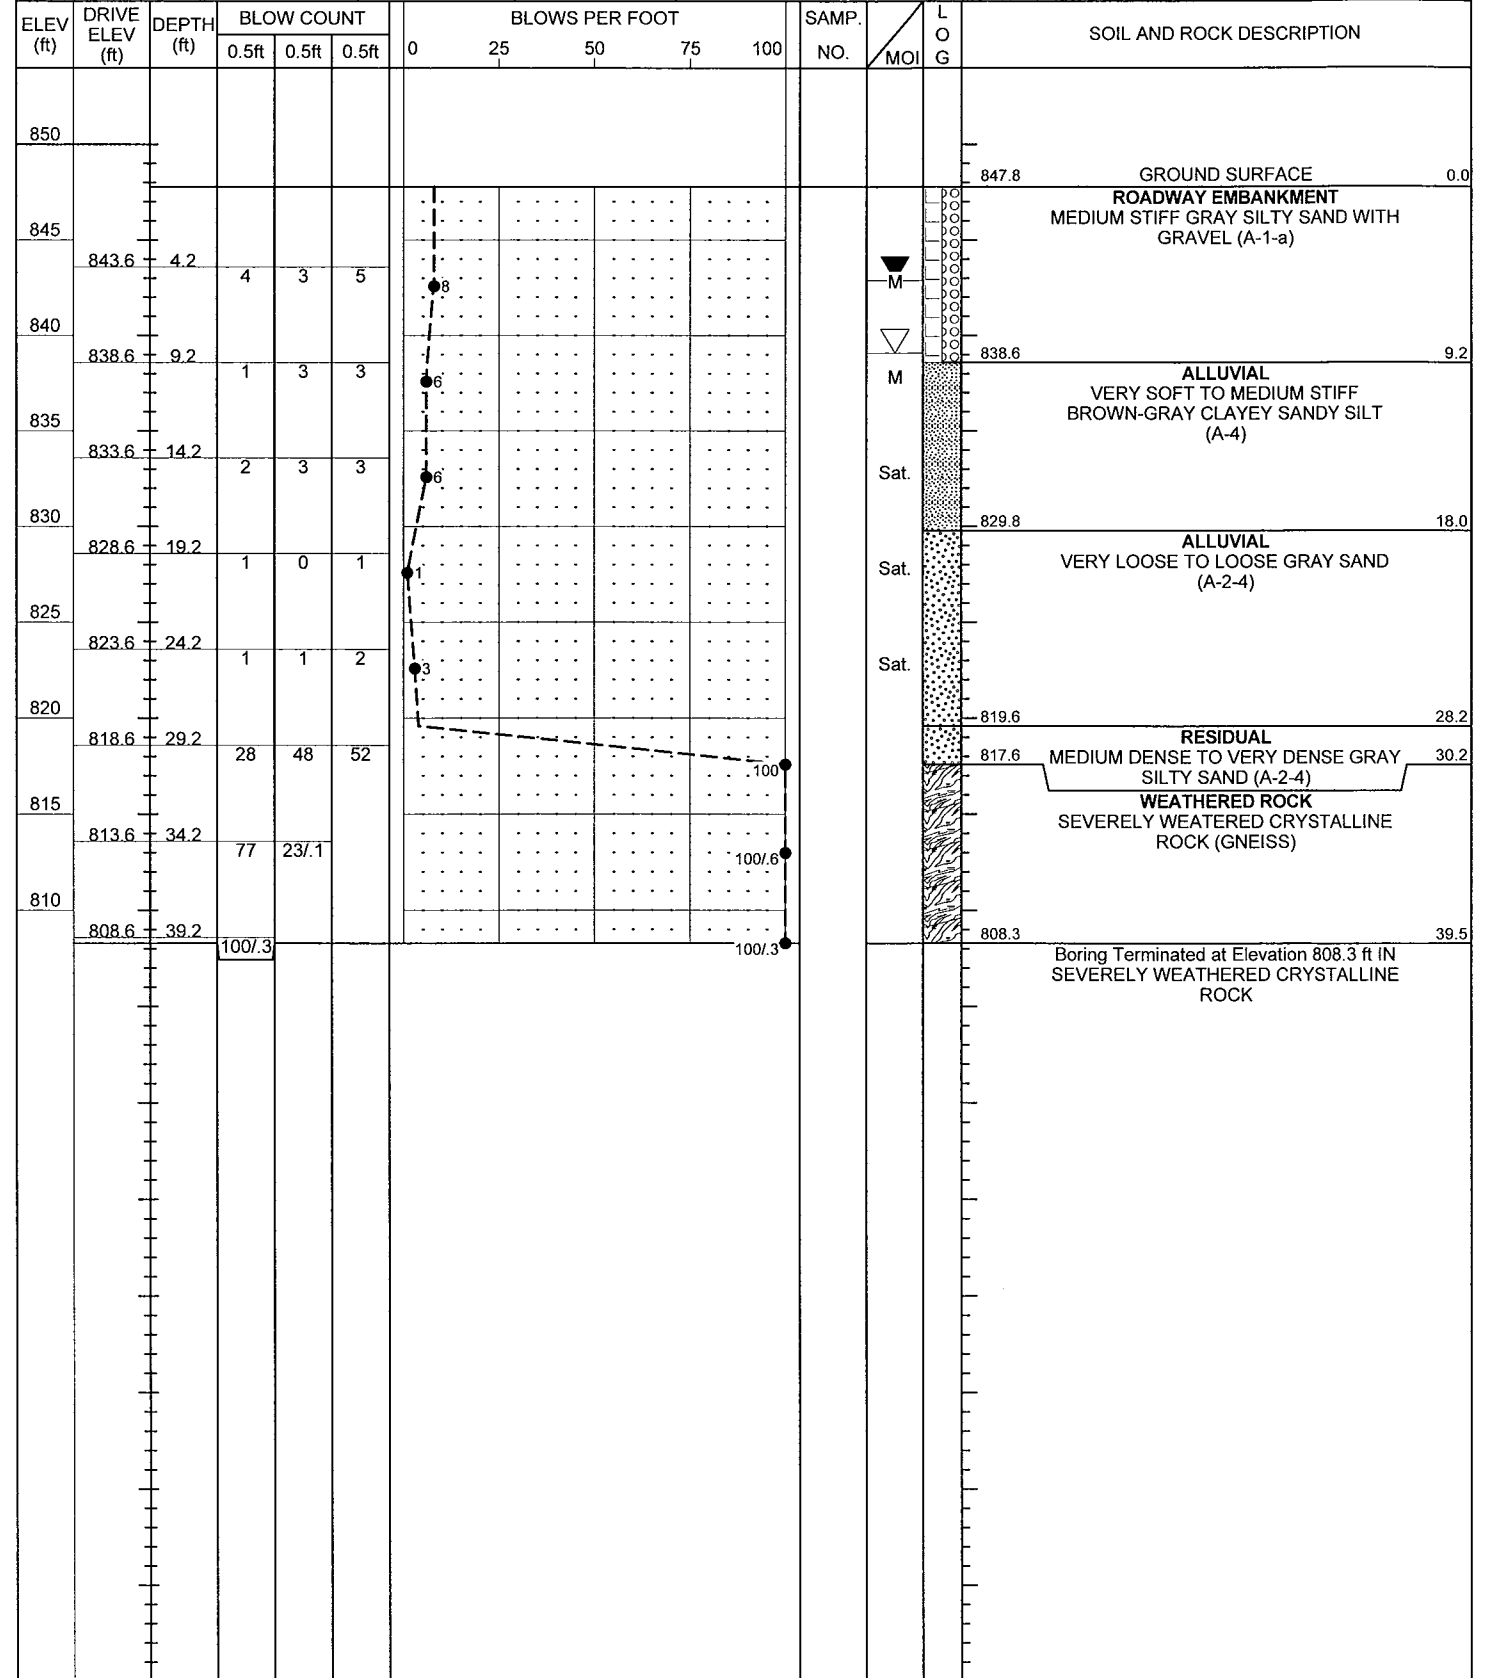 ELEV (ft) DRIVE ELEV (ft) DEPTH (ft) BLOW COUNT BLOWS PER FOOT SAMP. NO. MOI LOG SOIL AND ROCK DESCRIPTION
0.5ft 0.5ft 0.5ft 0 25 50 75 100
850
847.8 GROUND SURFACE 0.0
ROADWAY EMBANKMENT
MEDIUM STIFF GRAY SILTY SAND WITH
GRAVEL (A-1-a)
845
843.6 4.2
4 3 5 8 M
840
838.6 9.2 838.6 9.2
1 3 3 6 M
ALLUVIAL
VERY SOFT TO MEDIUM STIFF
BROWN-GRAY CLAYEY SANDY SILT
(A-4)
835
833.6 14.2
2 3 3 6 Sat.
830
829.8 18.0
828.6 19.2
1 0 1 1 Sat.
ALLUVIAL
VERY LOOSE TO LOOSE GRAY SAND
(A-2-4)
825
823.6 24.2
1 1 2 3 Sat.
820
819.6 28.2
818.6 29.2
RESIDUAL
28 48 52 100
817.6 MEDIUM DENSE TO VERY DENSE GRAY 30.2
SILTY SAND (A-2-4)
815
WEATHERED ROCK
SEVERELY WEATERED CRYSTALLINE
ROCK (GNEISS)
813.6 34.2
77 23/.1 100/.6
810
808.6 39.2 808.3 39.5
100/.3 100/.3
Boring Terminated at Elevation 808.3 ft IN
SEVERELY WEATHERED CRYSTALLINE
ROCK